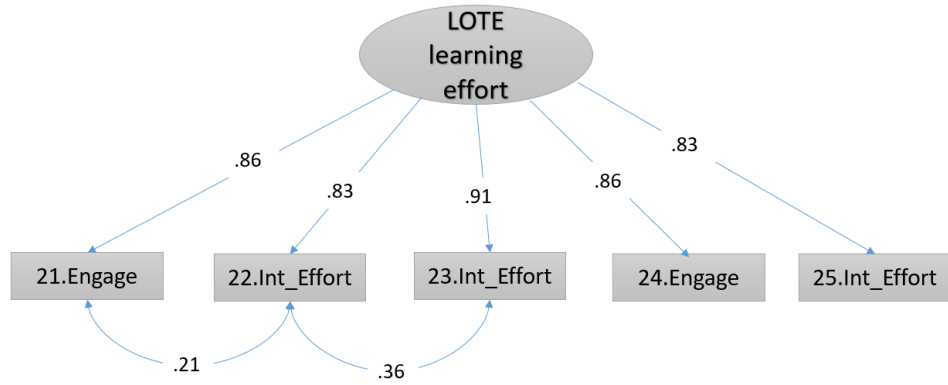 LOTE
learning
effort
.86
.83
.91
.86
.83
21.Engage
22.Int_Effort
23.Int_Effort
24.Engage
25.Int_Effort
.21
.36